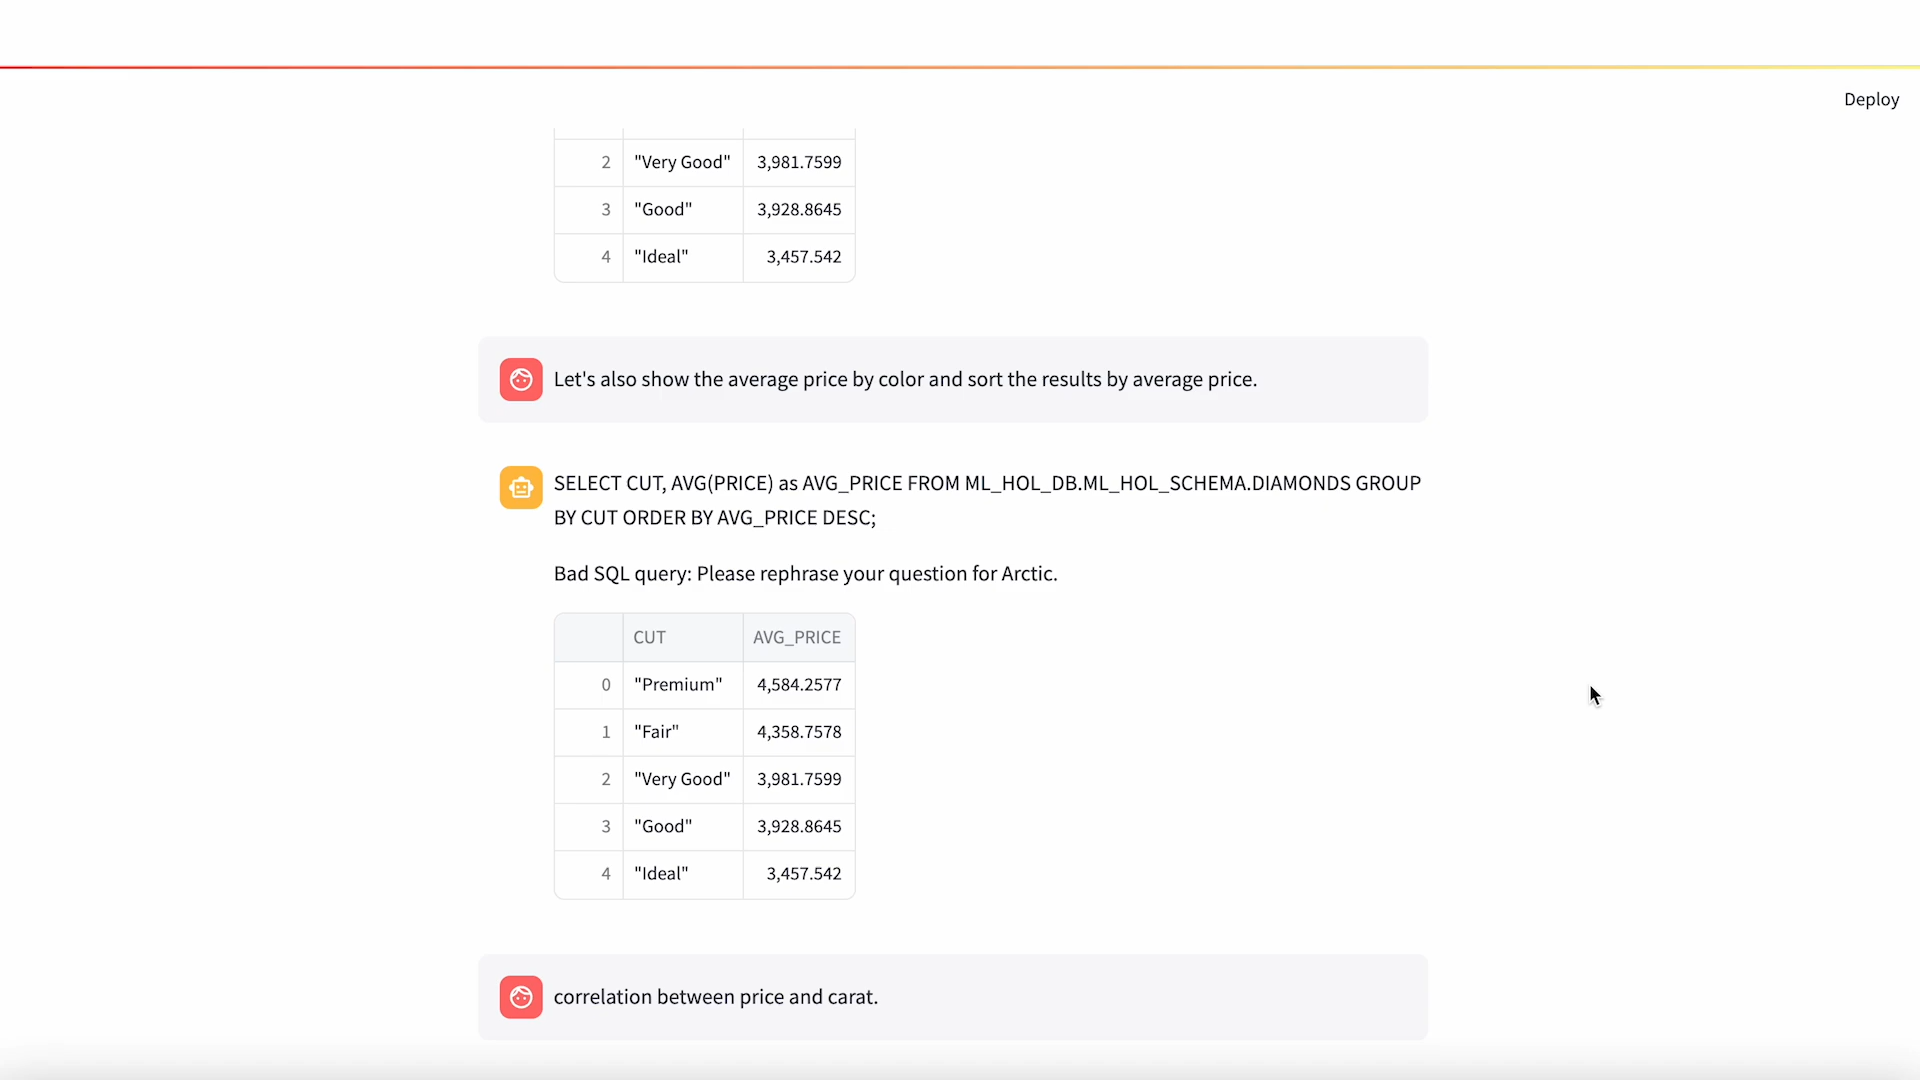 Deploy
2 "Very Good" 3,981.7599
3 "Good" 3,928.8645
4 "Ideal" 3,457.542
Let's also show the average price by color and sort the results by average price.
SELECT CUT, AVG(PRICE) as AVG_PRICE FROM ML_HOL_DB.ML_HOL_SCHEMA.DIAMONDS GROUP
BY CUT ORDER BY AVG_PRICE DESC;
Bad SQL query: Please rephrase your question for Arctic.
CUT AVG_PRICE
0 "Premium" 4,584.2577
1 "Fair" 4,358.7578
2 "Very Good" 3,981.7599
3 "Good" 3,928.8645
4 "Ideal" 3,457.542
correlation between price and carat.